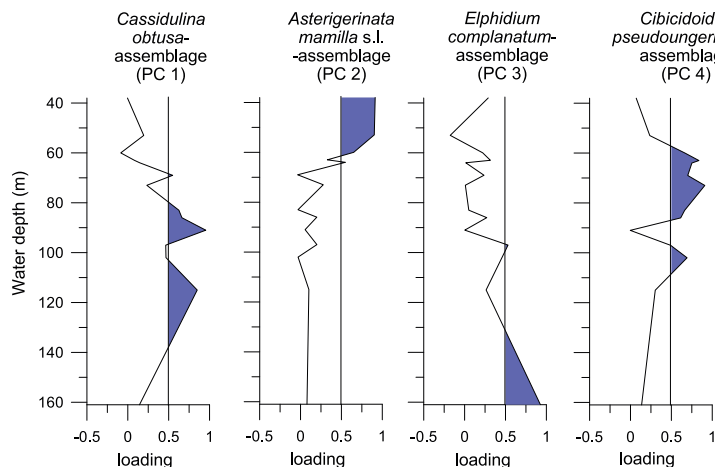 Cassidulina
obtusa-
assemblage
(PC 1)
Asterigerinata
mamilla s.l.
-assemblage
(PC 2)
Elphidium
complanatum-
assemblage
(PC 3)
Cibicidoid
pseudoungeri
assemb
(PC 4)
Water depth (m)
40
60
80
100
120
140
160
-0.5 0 0.5 1
-0.5 0 0.5 1
-0.5 0 0.5 1
-0.5 0 0.5 1
loading
loading
loading
loading